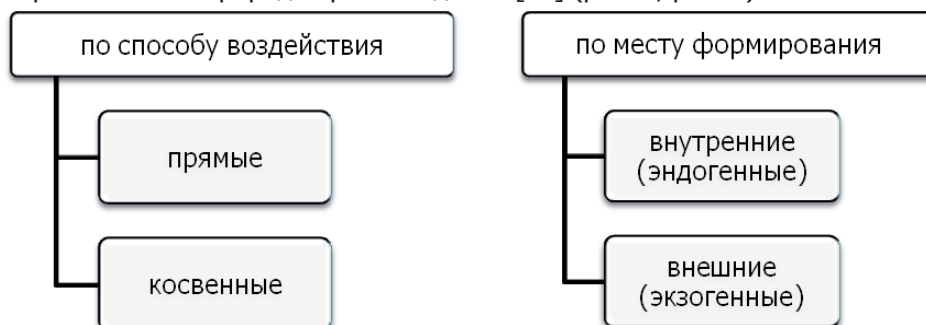 по способу воздействия
прямые
косвенные
по месту формирования
внутренние
(эндогенные)
внешние
(экзогенные)